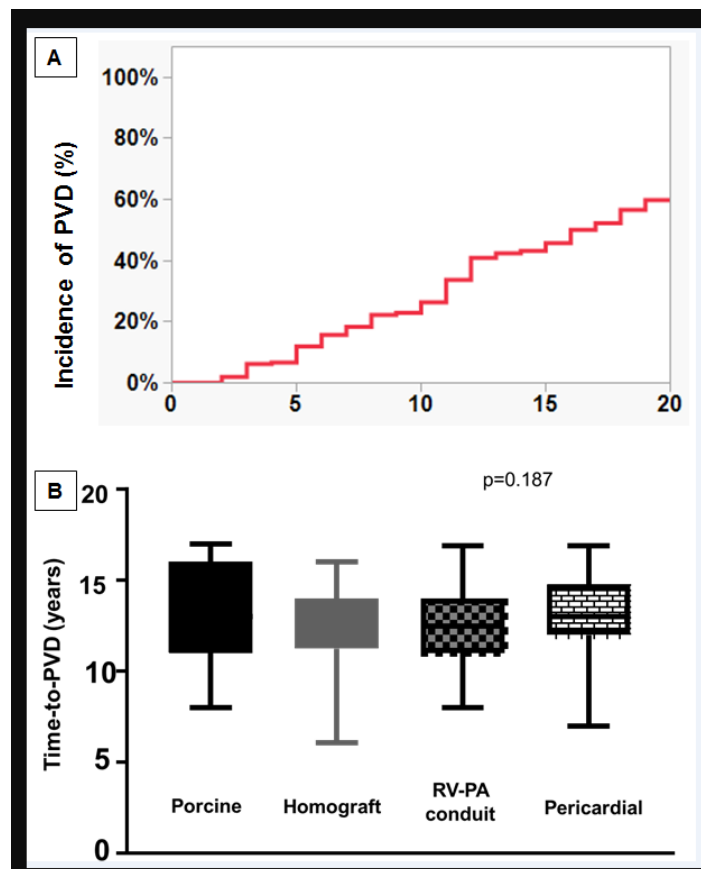 A
100%
80%
60%
40%
20%
0%
Incidence of PVD (%)
0 5 10 15 20
B
p=0.187
20
15
10
5
0
Time-to-PVD (years)
Porcine Homograft RV-PA conduit Pericardial